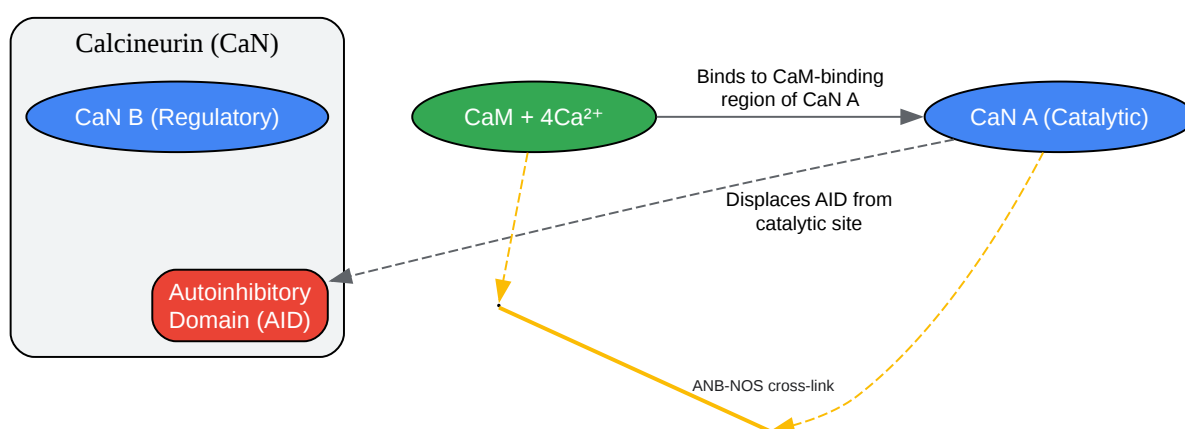 Calcineurin (CaN)
CaN B (Regulatory)
CaM + 4Ca²⁺
Binds to CaM-binding
region of CaN A
CaN A (Catalytic)
Displaces AID from
catalytic site
Autoinhibitory
Domain (AID)
ANB-NOS cross-link